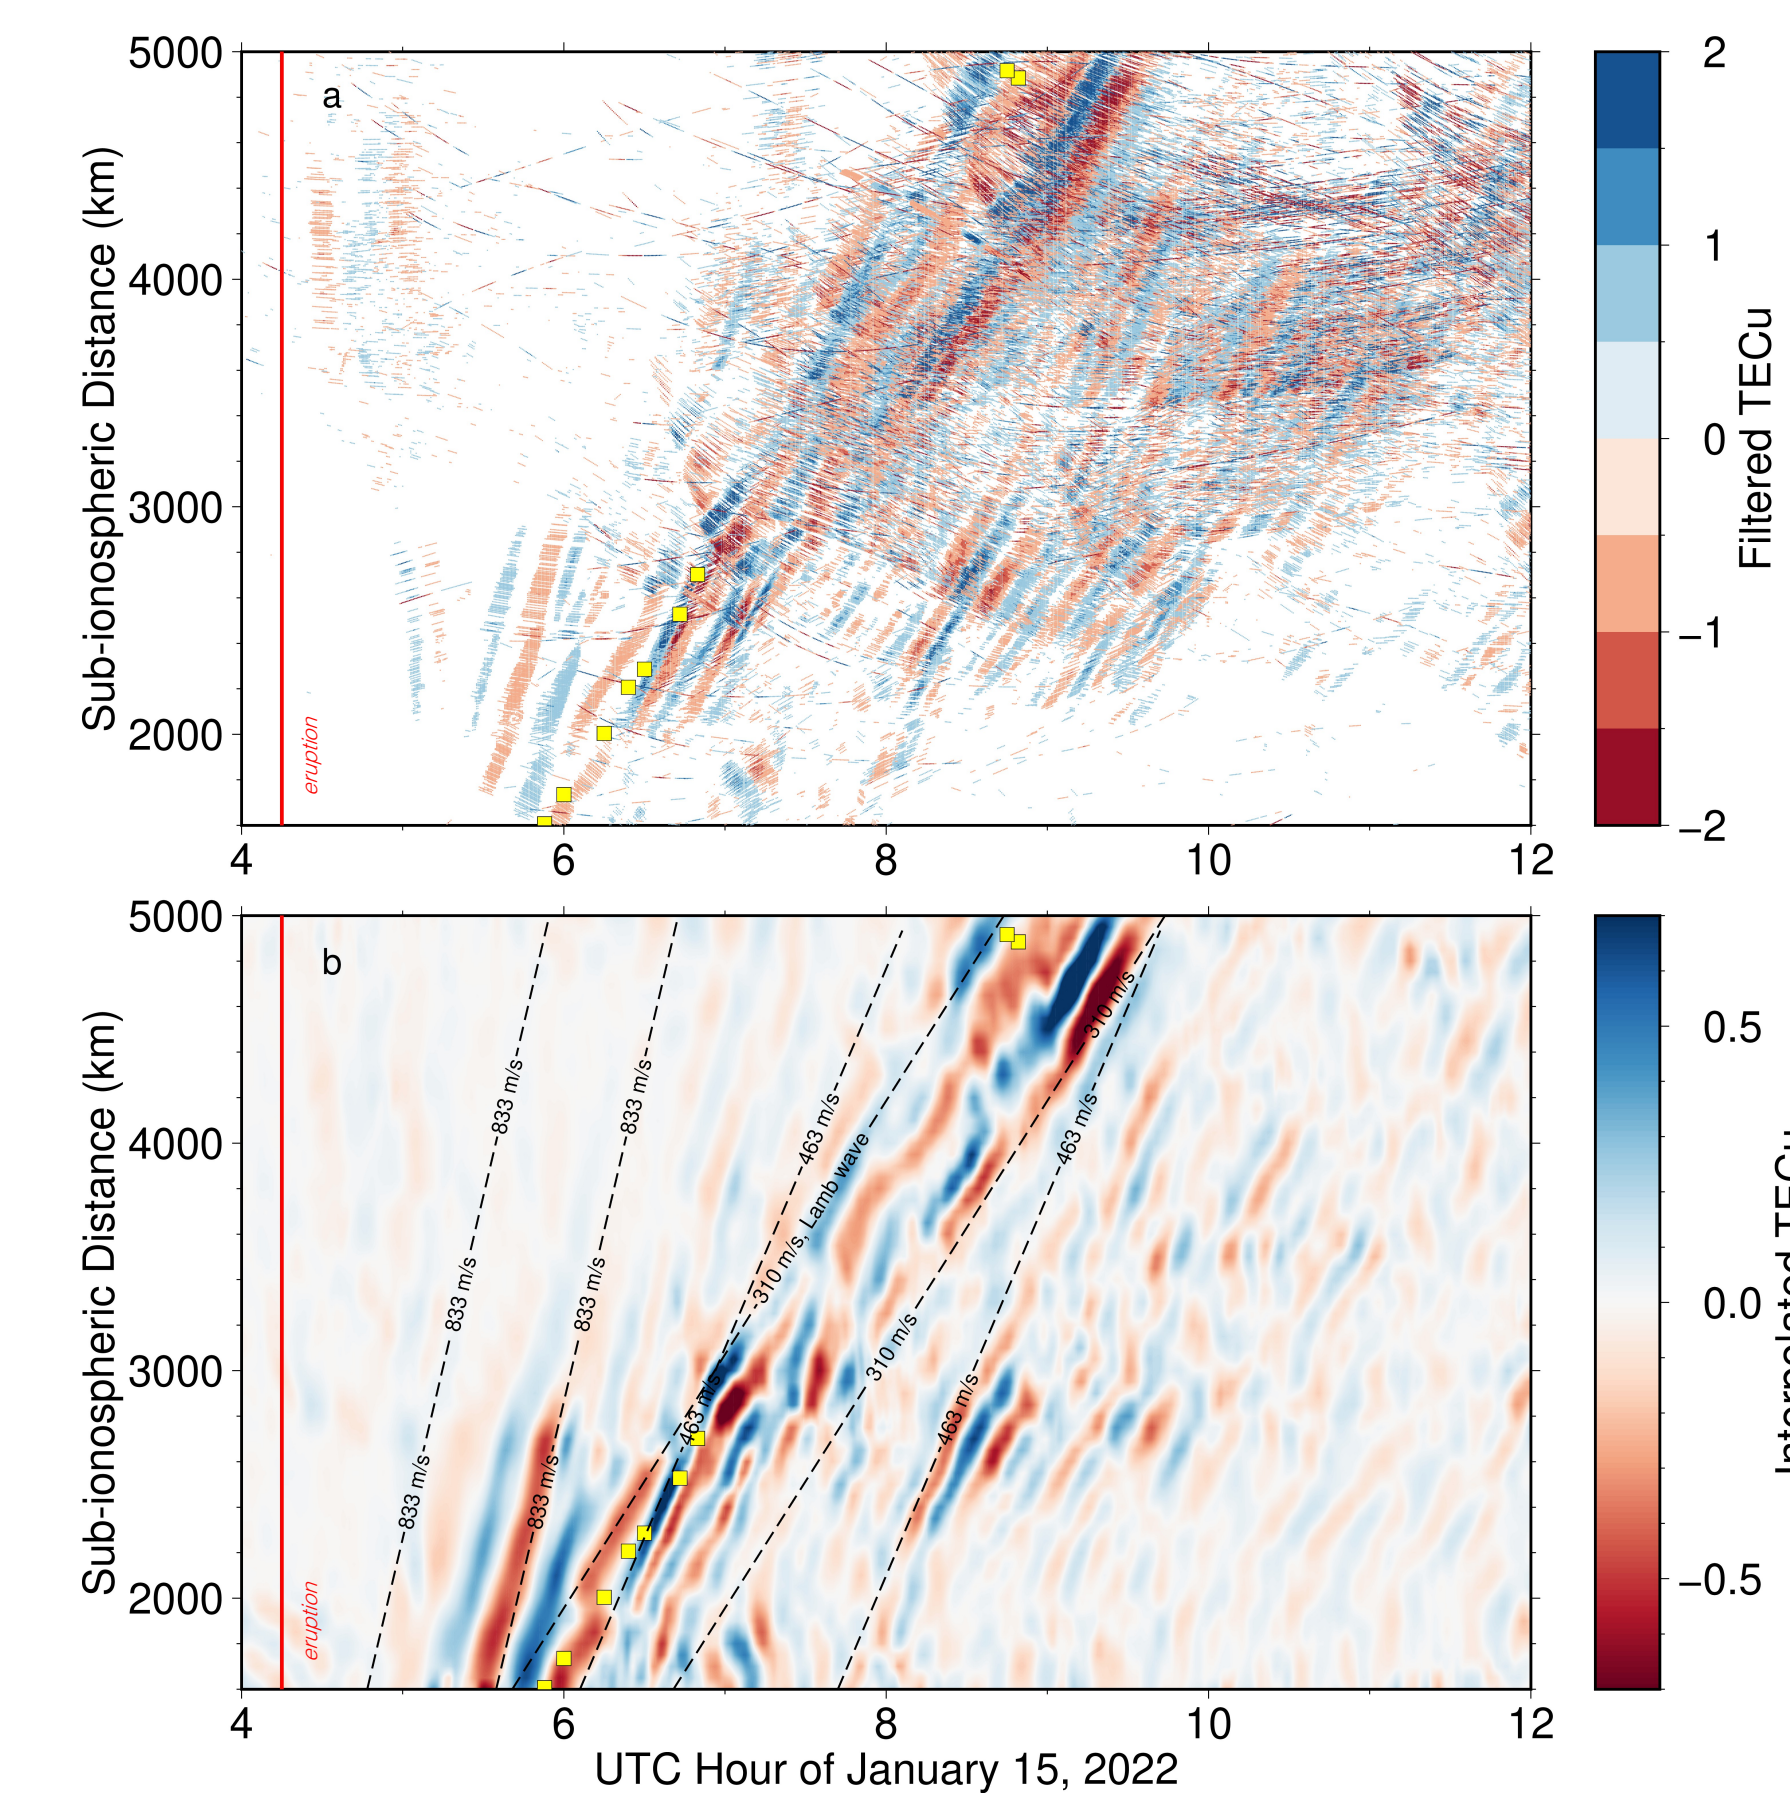 5000
4000
3000
2000
Sub-ionospheric Distance (km)
a
eruption
4
6
8
10
12
2
1
0
−1
−2
Filtered TECu
5000
4000
3000
2000
Sub-ionospheric Distance (km)
b
eruption
833 m/s
833 m/s
833 m/s
833 m/s
833 m/s
833 m/s
463 m/s
463 m/s
310 m/s, Lamb wave
310 m/s
310 m/s
463 m/s
463 m/s
4
6
8
10
12
UTC Hour of January 15, 2022
0.5
0.0
−0.5
Interpolated TECu